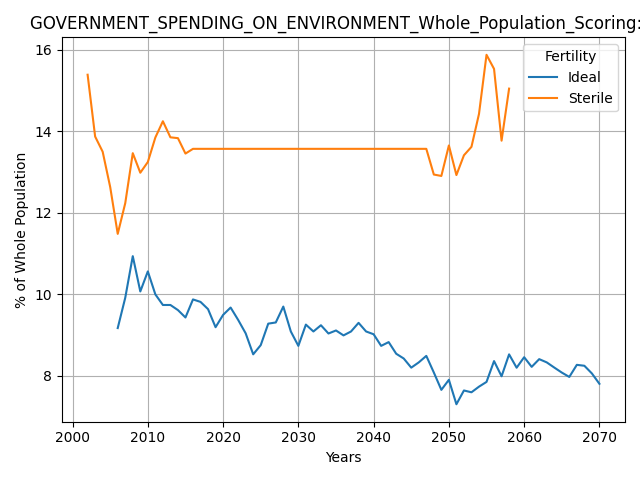 GOVERNMENT_SPENDING_ON_ENVIRONMENT_Whole_Population_Scoring:
Fertility
Ideal
Sterile
16
14
12
10
8
% of Whole Population
2000 2010 2020 2030 2040 2050 2060 2070
Years